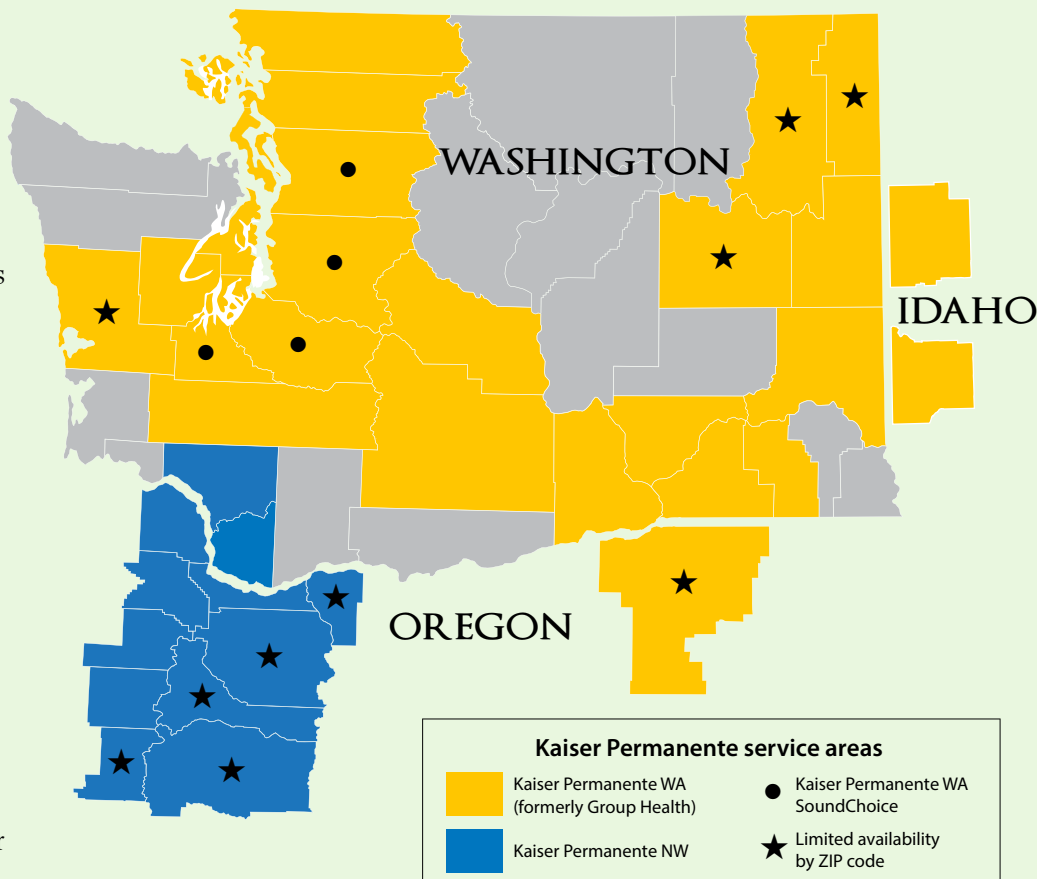 WASHINGTON
s
IDAHO
OREGON
Kaiser Permanente service areas
Kaiser Permanente WA
(formerly Group Health)
Kaiser Permanente WA
SoundChoice
Kaiser Permanente NW
Limited availability
by ZIP code
r